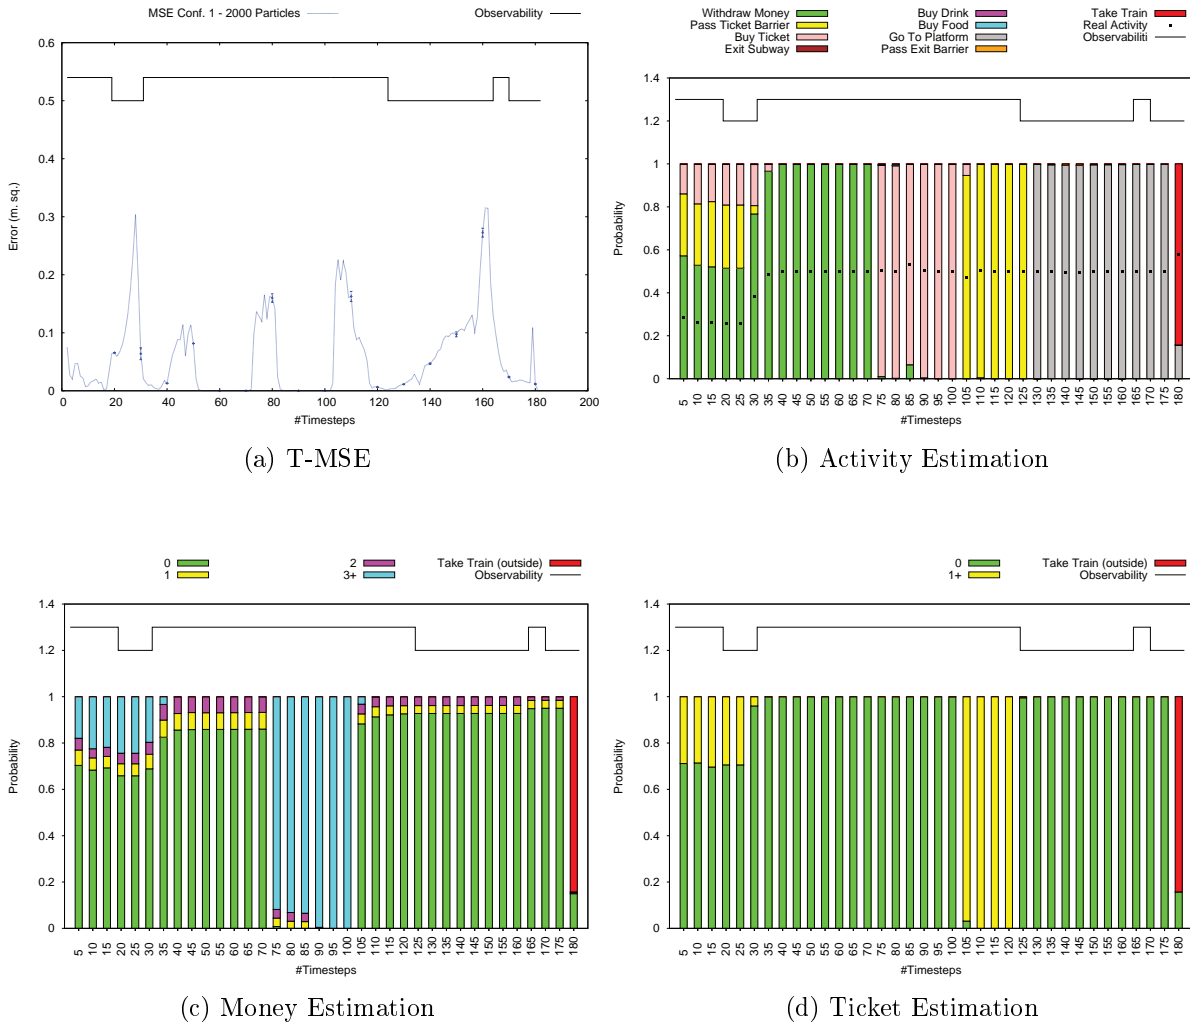 MSE Conf. 1 - 2000 Particles Observability
0.6
0.5
0.4
0.3
0.2
0.1
0
Error (m. sq.)
0 20 40 60 80 100 120 140 160 180 200
#Timesteps
(a) T-MSE
Withdraw Money Buy Drink Take Train
Pass Ticket Barrier Buy Food Real Activity
Buy Ticket Go To Platform Observabiliti
Exit Subway Pass Exit Barrier
1.4
1.2
1
0.8
0.6
0.4
0.2
0
Probability
5 10 15 20 25 30 35 40 45 50 55 60 65 70 75 80 85 90 95 100 105 110 115 120 125 130 135 140 145 150 155 160 165 170 175 180
#Timesteps
(b) Activity Estimation
0 2 Take Train (outside)
1 3+ Observability
1.4
1.2
1
0.8
0.6
0.4
0.2
0
Probability
5 10 15 20 25 30 35 40 45 50 55 60 65 70 75 80 85 90 95 100 105 110 115 120 125 130 135 140 145 150 155 160 165 170 175 180
#Timesteps
(c) Money Estimation
0 Take Train (outside)
1+ Observability
1.4
1.2
1
0.8
0.6
0.4
0.2
0
Probability
5 10 15 20 25 30 35 40 45 50 55 60 65 70 75 80 85 90 95 100 105 110 115 120 125 130 135 140 145 150 155 160 165 170 175 180
#Timesteps
(d) Ticket Estimation